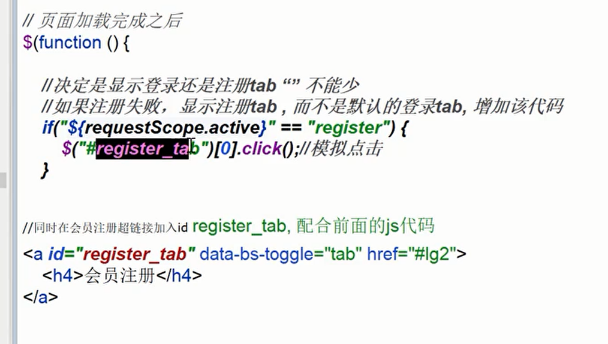 // 页面加载完成之后
$(function () {
//决定是显示登录还是注册tab “” 不能少
//如果注册失败，显示注册tab , 而不是默认的登录tab, 增加该代码
if("${requestScope.active}" == "register") {
$("#register_tab")[0].click();//模拟点击
}
//同时在会员注册超链接加入id register_tab, 配合前面的js代码
<a id="register_tab" data-bs-toggle="tab" href="#lg2">
<h4>会员注册</h4>
</a>